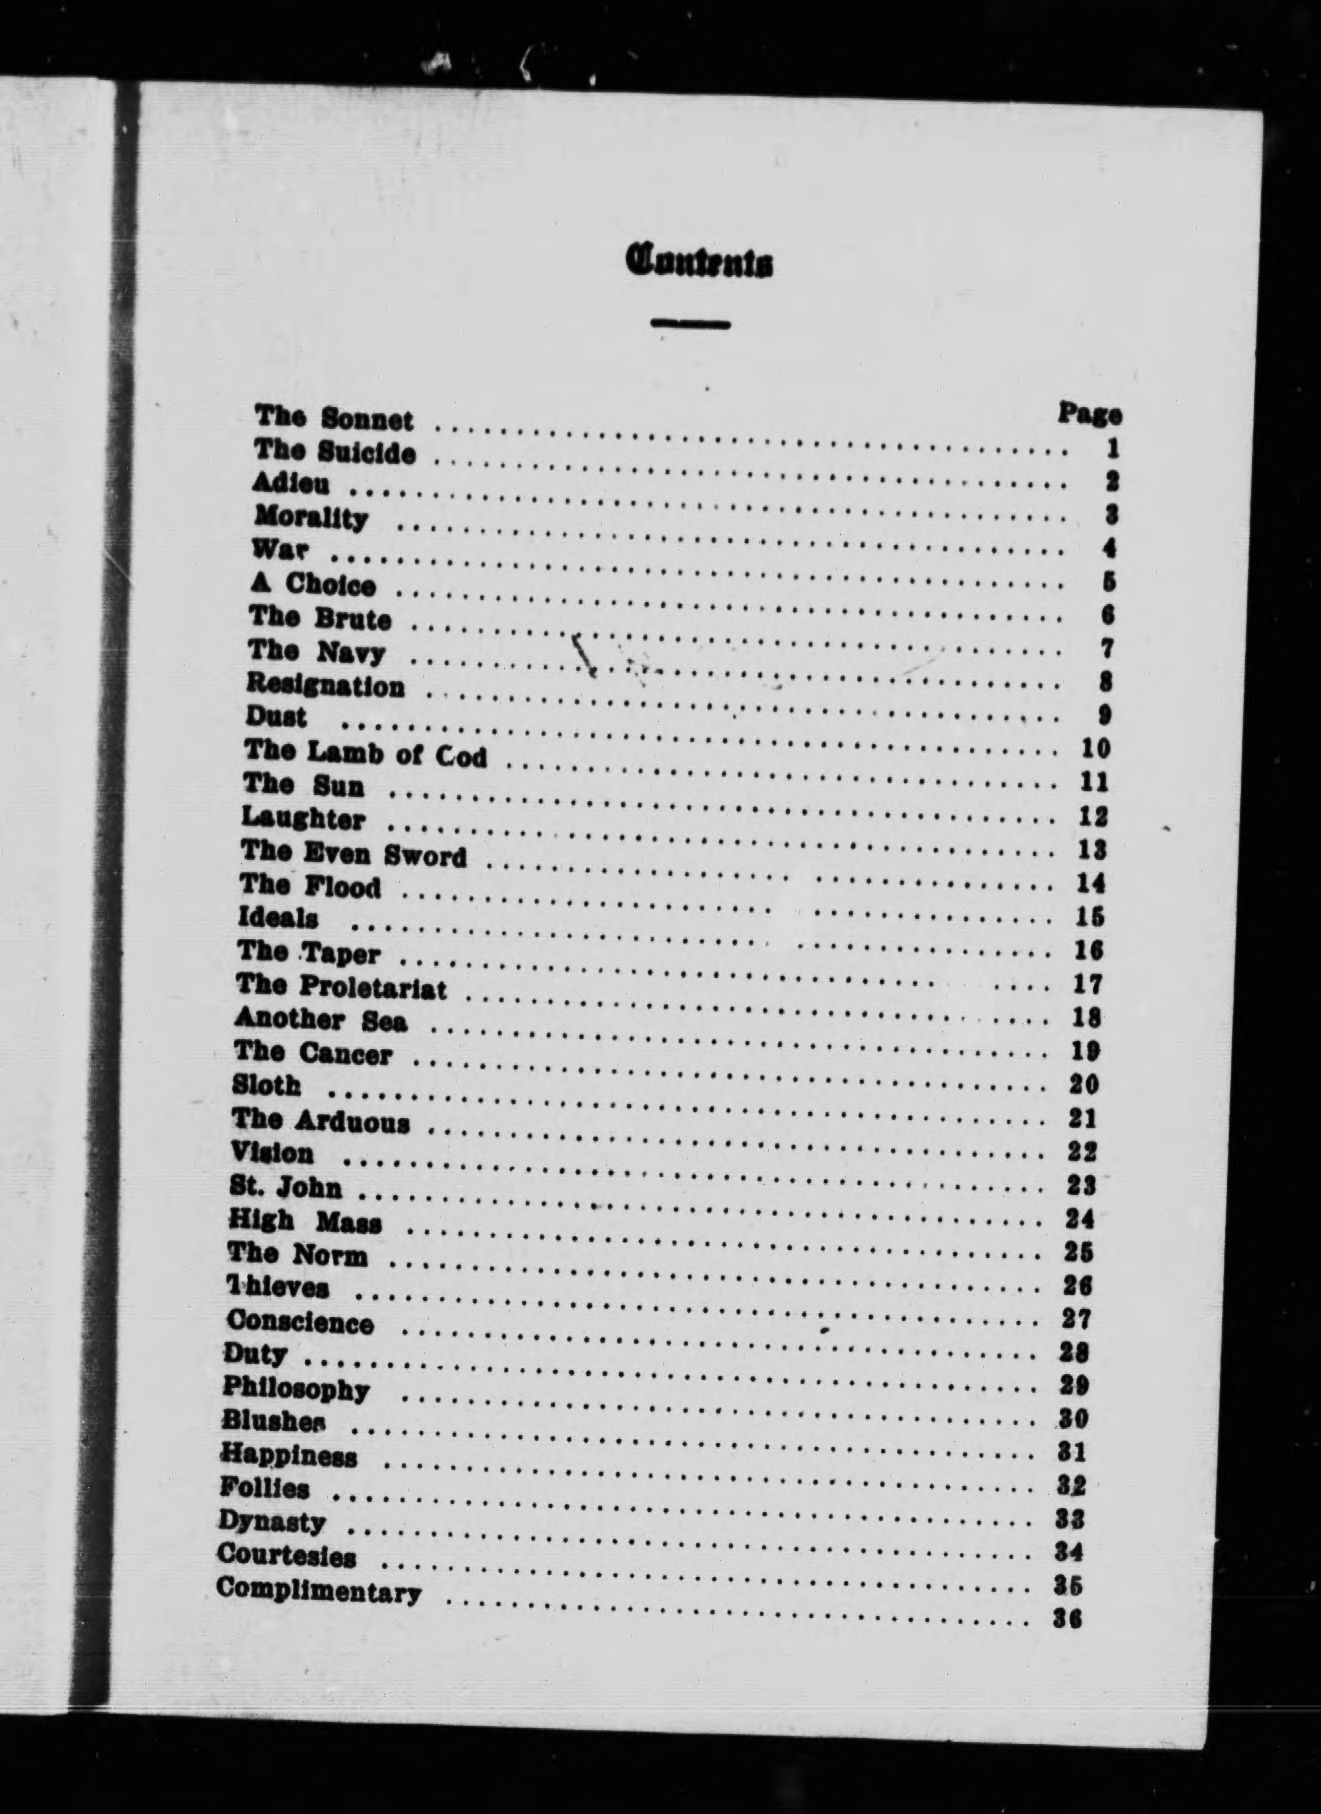 Contents
Page
The Sonnet ........ 1
The Suicide ........ 2
Adieu ........ 3
Morality ........ 4
War ........ 5
A Choice ........ 6
The Brute ........ 7
The Navy ........ 8
Resignation ........ 9
Dust ........ 10
The Lamb of God ........ 11
The Sun ........ 12
Laughter ........ 13
The Even Sword ........ 14
The Flood ........ 15
Ideals ........ 16
The Taper ........ 17
The Proletariat ........ 18
Another Sea ........ 19
The Cancer ........ 20
Sloth ........ 21
The Arduous ........ 22
Vision ........ 23
St. John ........ 24
High Mass ........ 25
The Norm ........ 26
Thieves ........ 27
Conscience ........ 28
Duty ........ 29
Philosophy ........ 30
Blushes ........ 31
Happiness ........ 32
Follies ........ 33
Dynasty ........ 34
Courtesies ........ 35
Complimentary ........ 36